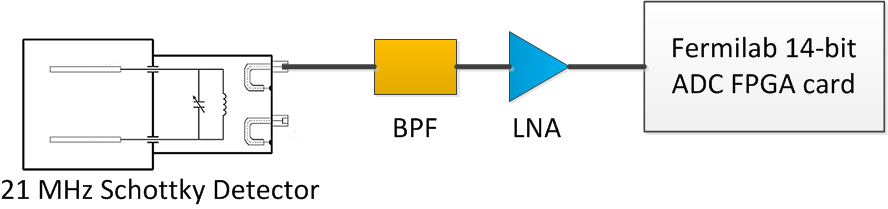 Fermilab 14-bit
ADC FPGA card
BPF
LNA
21 MHz Schottky Detector